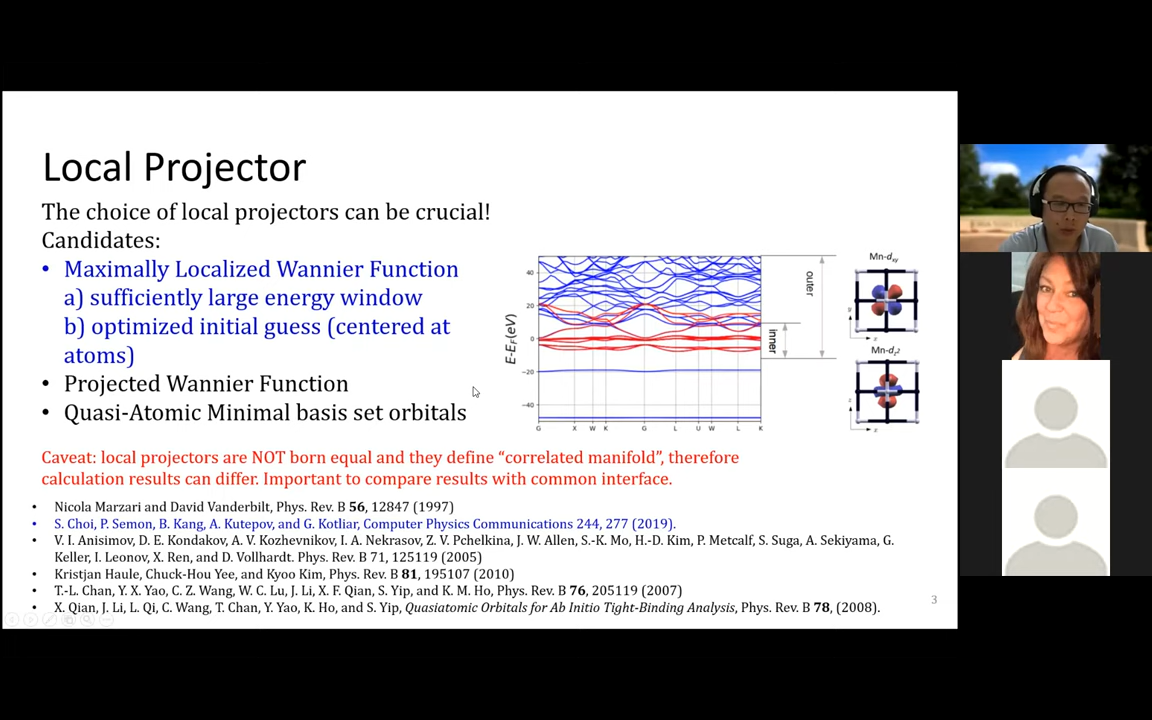 Local Projector
The choice of local projectors can be crucial!
Candidates:
• Maximally Localized Wannier Function
a) sufficiently large energy window
b) optimized initial guess (centered at
atoms)
• Projected Wannier Function
• Quasi-Atomic Minimal basis set orbitals
E-E_F(eV)
40
20
0
−20
−40
G X W K G L U W L K
outer
inner
Mn-d_xy
Mn-d_z²
Caveat: local projectors are NOT born equal and they define “correlated manifold”, therefore
calculation results can differ. Important to compare results with common interface.
• Nicola Marzari and David Vanderbilt, Phys. Rev. B 56, 12847 (1997)
• S. Choi, P. Semon, B. Kang, A. Kutepov, and G. Kotliar, Computer Physics Communications 244, 277 (2019).
• V. I. Anisimov, D. E. Kondakov, A. V. Kozhevnikov, I. A. Nekrasov, Z. V. Pchelkina, J. W. Allen, S.-K. Mo, H.-D. Kim, P. Metcalf, S. Suga, A. Sekiyama, G.
Keller, I. Leonov, X. Ren, and D. Vollhardt. Phys. Rev. B 71, 125119 (2005)
• Kristjan Haule, Chuck-Hou Yee, and Kyoo Kim, Phys. Rev. B 81, 195107 (2010)
• T.-L. Chan, Y. X. Yao, C. Z. Wang, W. C. Lu, J. Li, X. F. Qian, S. Yip, and K. M. Ho, Phys. Rev. B 76, 205119 (2007)
• X. Qian, J. Li, L. Qi, C. Wang, T. Chan, Y. Yao, K. Ho, and S. Yip, Quasiatomic Orbitals for Ab Initio Tight-Binding Analysis, Phys. Rev. B 78, (2008).
3